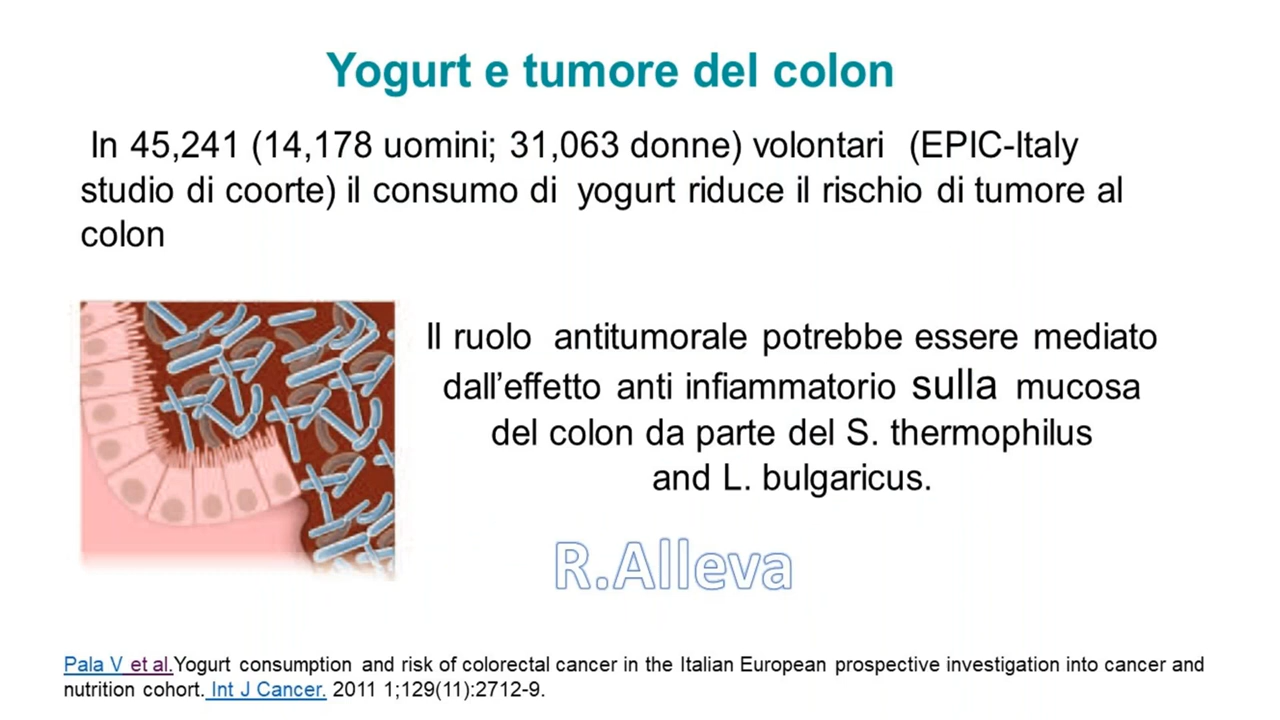 Yogurt e tumore del colon
In 45,241 (14,178 uomini; 31,063 donne) volontari (EPIC-Italy
studio di coorte) il consumo di yogurt riduce il rischio di tumore al
colon
Il ruolo antitumorale potrebbe essere mediato
dall'effetto anti infiammatorio sulla mucosa
del colon da parte del S. thermophilus
and L. bulgaricus.
R.Alleva
Pala V et al.Yogurt consumption and risk of colorectal cancer in the Italian European prospective investigation into cancer and
nutrition cohort. Int J Cancer. 2011 1;129(11):2712-9.